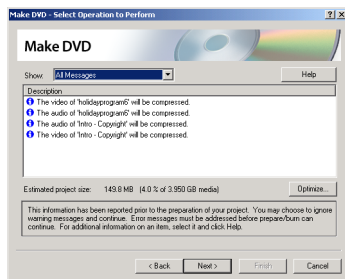 Make DVD - Select Operation to Perform
Make DVD
Show: All Messages Help
Description
The video of 'holidayprogram6' will be compressed.
The audio of 'holidayprogram6' will be compressed.
The audio of 'Intro - Copyright' will be compressed.
The video of 'Intro - Copyright' will be compressed.
Estimated project size: 149.8 MB (4.0 % of 3.950 GB media) Optimize...
This information has been reported prior to the preparation of your project. You may choose to ignore
warning messages and continue. Error messages must be addressed before prepare/burn can
continue. For additional information on an item, select it and click Help.
< Back Next > Finish Cancel